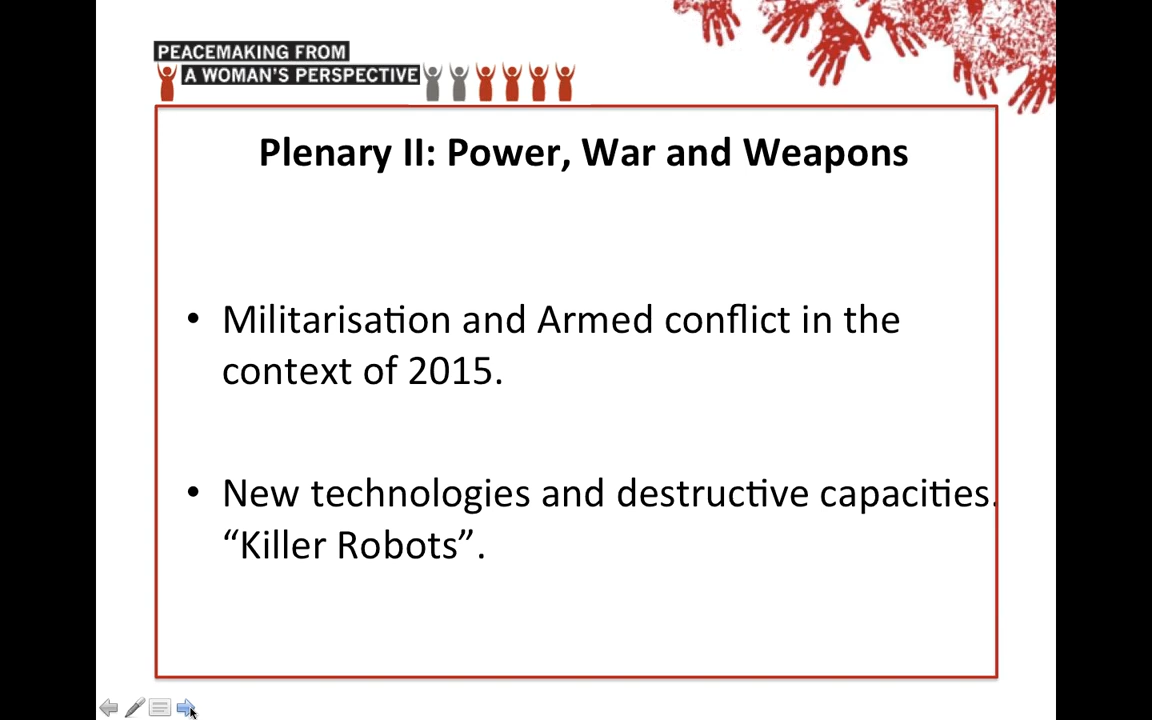 PEACEMAKING FROM
A WOMAN'S PERSPECTIVE
Plenary II: Power, War and Weapons
• Militarisation and Armed conflict in the
context of 2015.
• New technologies and destructive capacities.
“Killer Robots”.